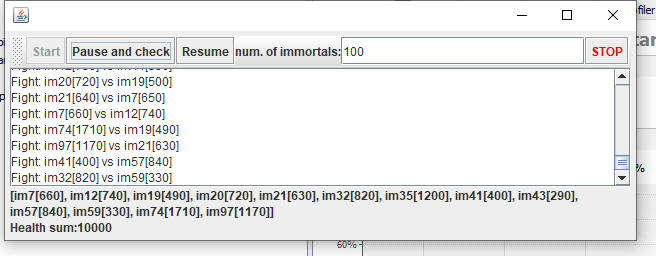 filer
Start Pause and check Resume num. of immortals: 100 STOP
Fight: im20[720] vs im19[500]
Fight: im21[640] vs im7[650]
Fight: im7[660] vs im12[740]
Fight: im74[1710] vs im19[490]
Fight: im97[1170] vs im21[630]
Fight: im41[400] vs im57[840]
Fight: im32[820] vs im59[330]
[im7[660], im12[740], im19[490], im20[720], im21[630], im32[820], im35[1200], im41[400], im43[290],
im57[840], im59[330], im74[1710], im97[1170]]
Health sum:10000
%
60%